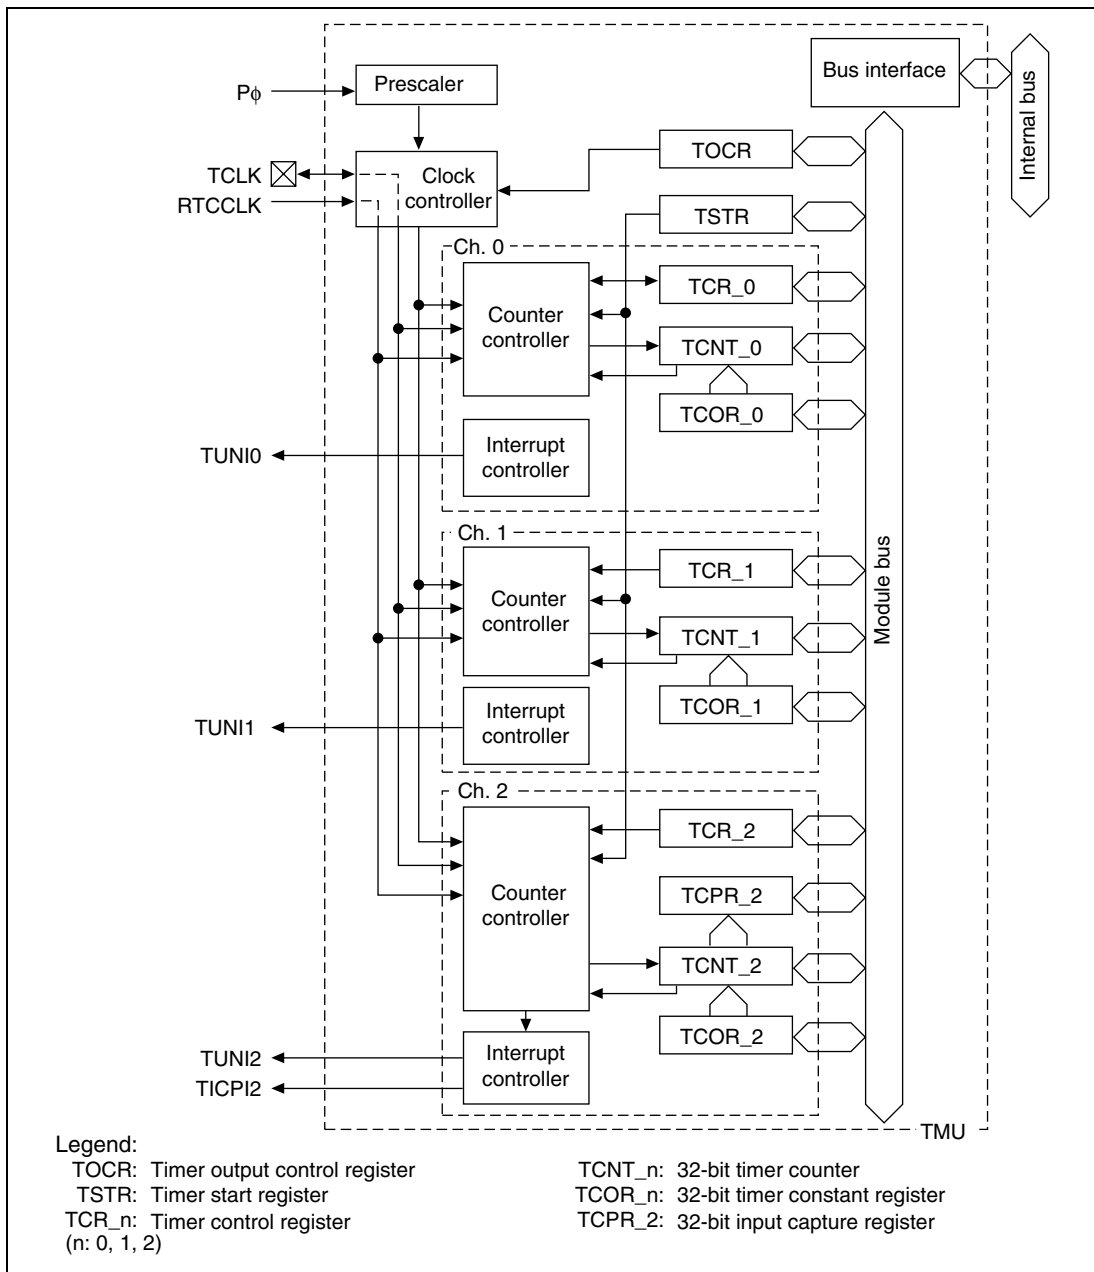 Bus interface
Internal bus
Pϕ
Prescaler
TCLK
RTCCLK
Clock
controller
TOCR
TSTR
Ch. 0
Counter
controller
TCR_0
TCNT_0
TCOR_0
TUNI0
Interrupt
controller
Module bus
Ch. 1
Counter
controller
TCR_1
TCNT_1
TCOR_1
TUNI1
Interrupt
controller
Ch. 2
Counter
controller
TCR_2
TCPR_2
TCNT_2
TCOR_2
TUNI2
TICPI2
Interrupt
controller
TMU
Legend:
TOCR: Timer output control register
TSTR: Timer start register
TCR_n: Timer control register
(n: 0, 1, 2)
TCNT_n: 32-bit timer counter
TCOR_n: 32-bit timer constant register
TCPR_2: 32-bit input capture register